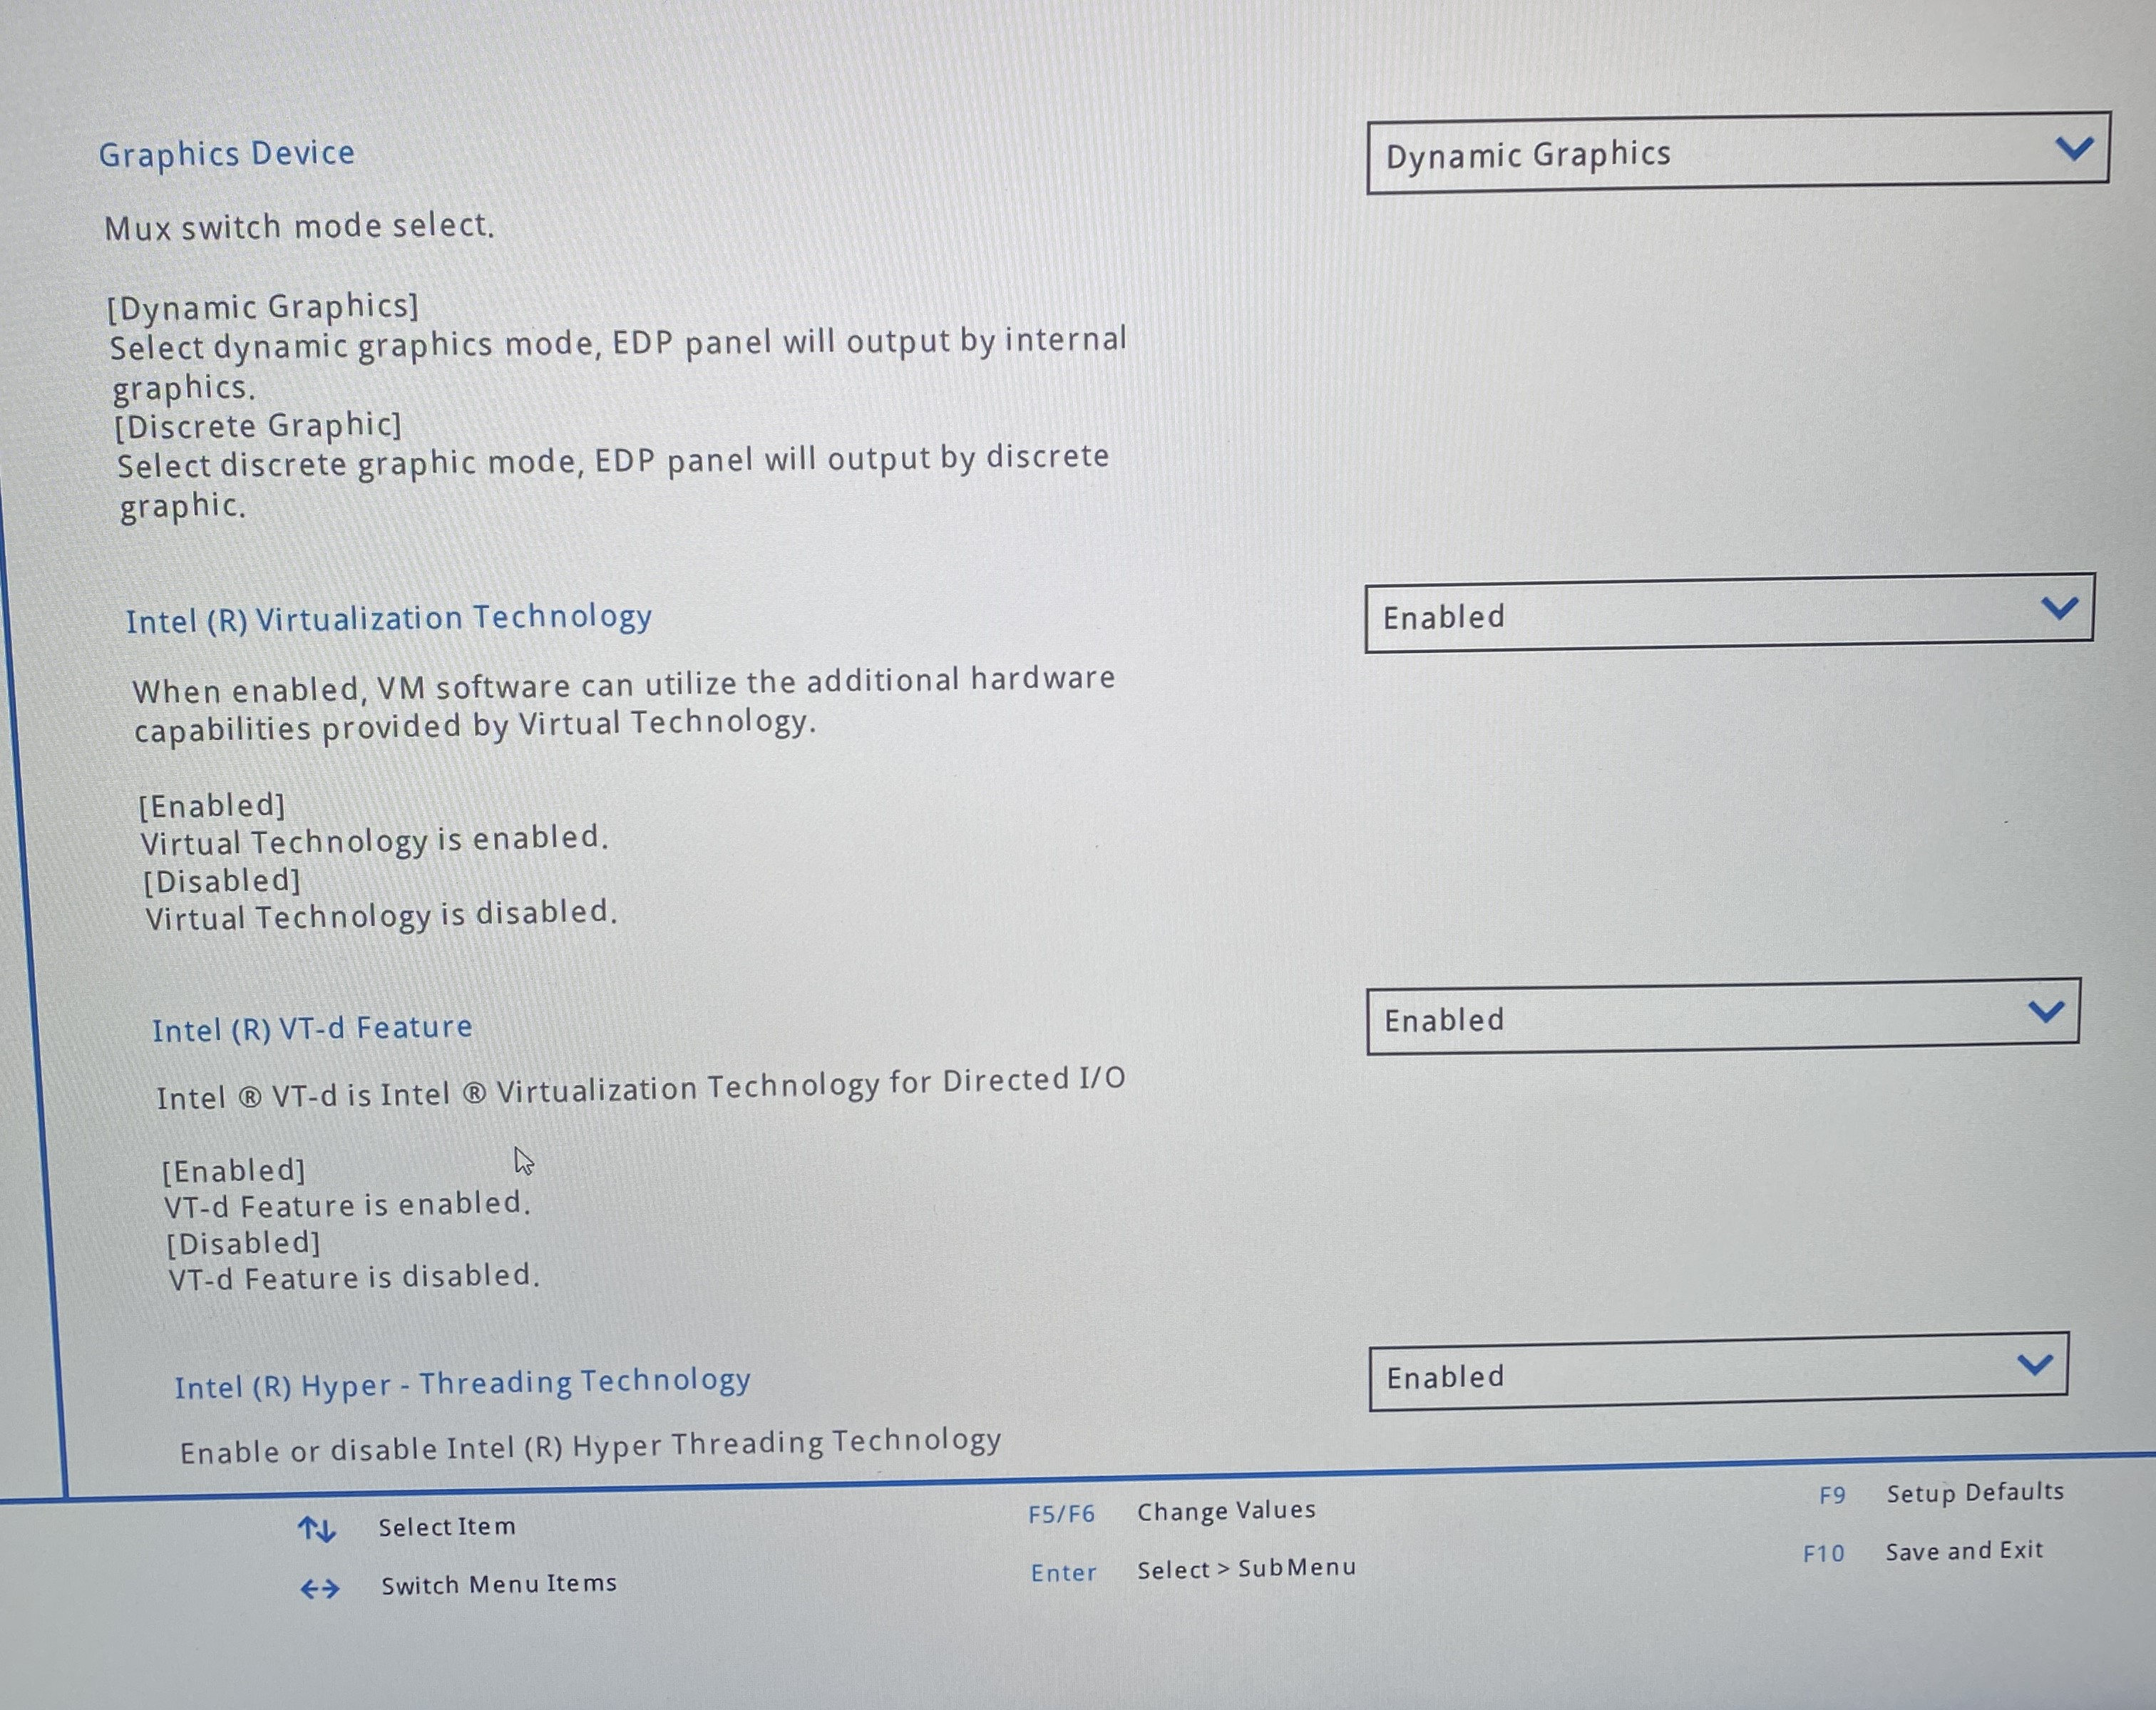 Graphics Device
Dynamic Graphics
Mux switch mode select.
[Dynamic Graphics]
Select dynamic graphics mode, EDP panel will output by internal
graphics.
[Discrete Graphic]
Select discrete graphic mode, EDP panel will output by discrete
graphic.
Intel (R) Virtualization Technology
Enabled
When enabled, VM software can utilize the additional hardware
capabilities provided by Virtual Technology.
[Enabled]
Virtual Technology is enabled.
[Disabled]
Virtual Technology is disabled.
Intel (R) VT-d Feature
Enabled
Intel ® VT-d is Intel ® Virtualization Technology for Directed I/O
[Enabled]
VT-d Feature is enabled.
[Disabled]
VT-d Feature is disabled.
Intel (R) Hyper - Threading Technology
Enabled
Enable or disable Intel (R) Hyper Threading Technology
↑↓ Select Item
F5/F6 Change Values
F9 Setup Defaults
←→ Switch Menu Items
Enter Select > SubMenu
F10 Save and Exit